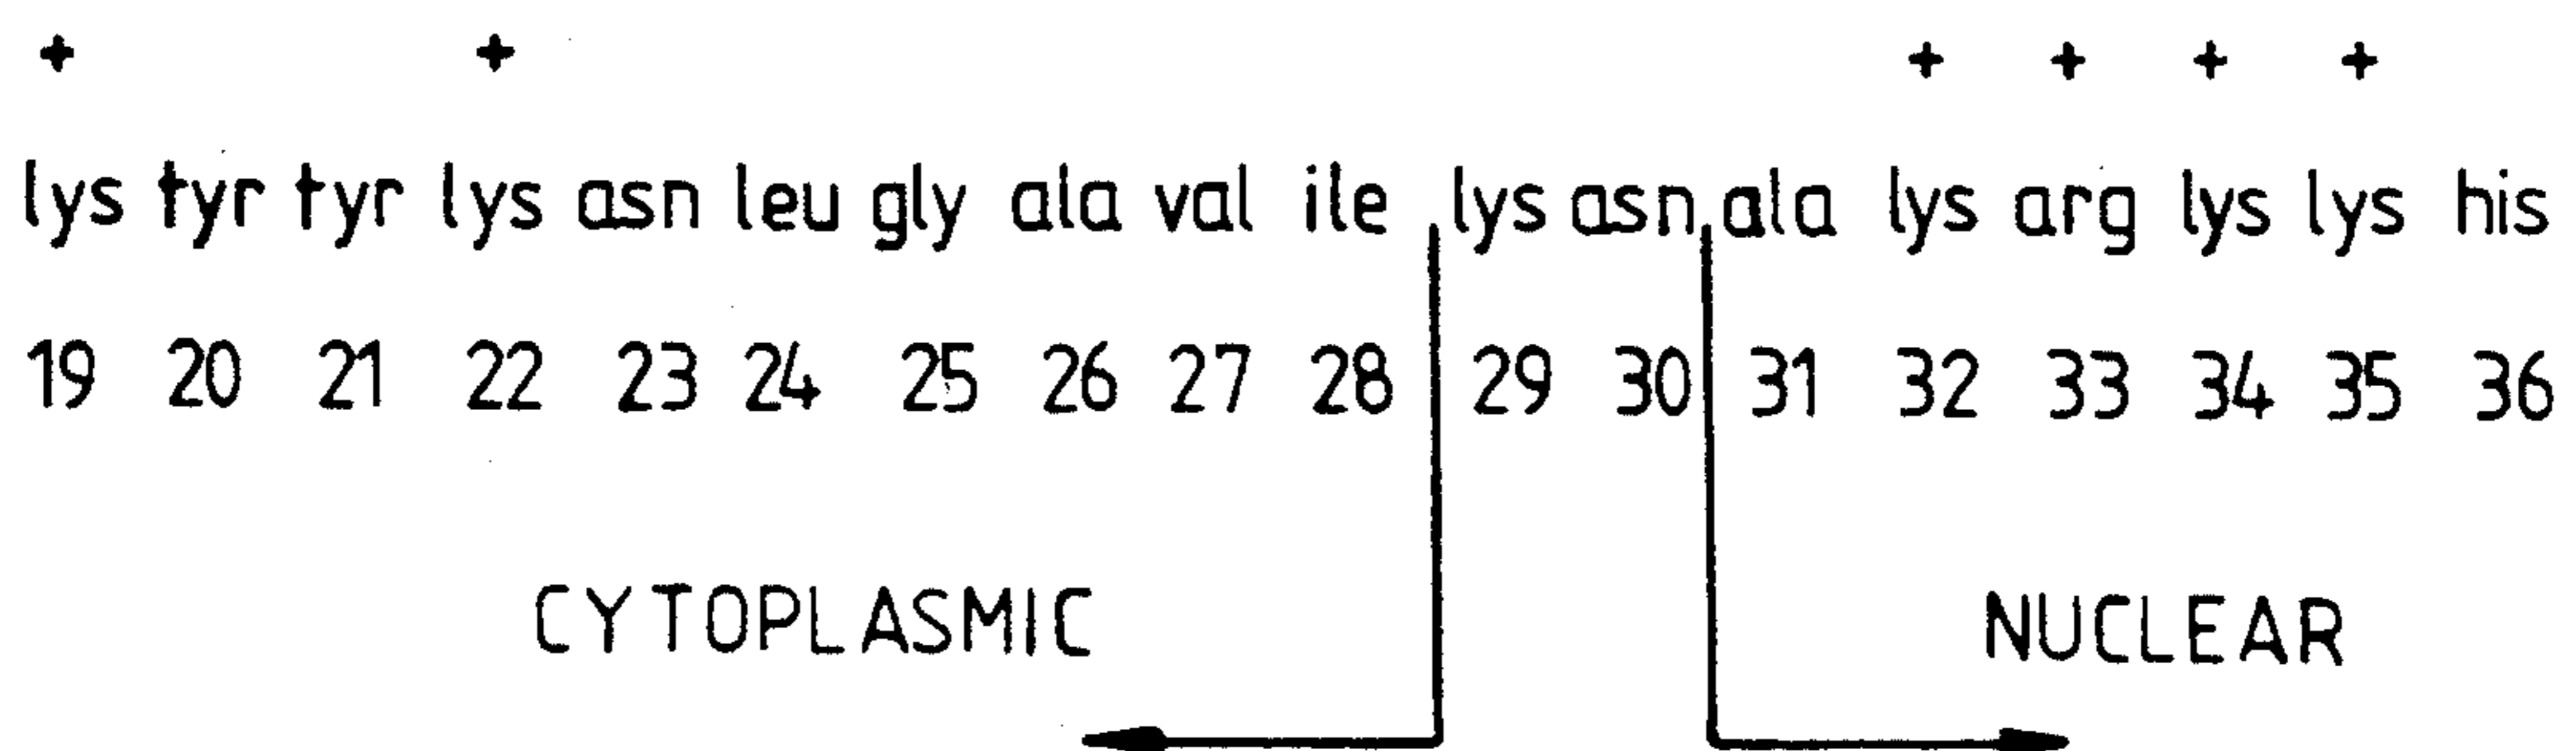 + + + + + +
lys tyr tyr lys asn leu gly ala val ile lys asn ala lys arg lys lys his
19 20 21 22 23 24 25 26 27 28 29 30 31 32 33 34 35 36
CYTOPLASMIC NUCLEAR